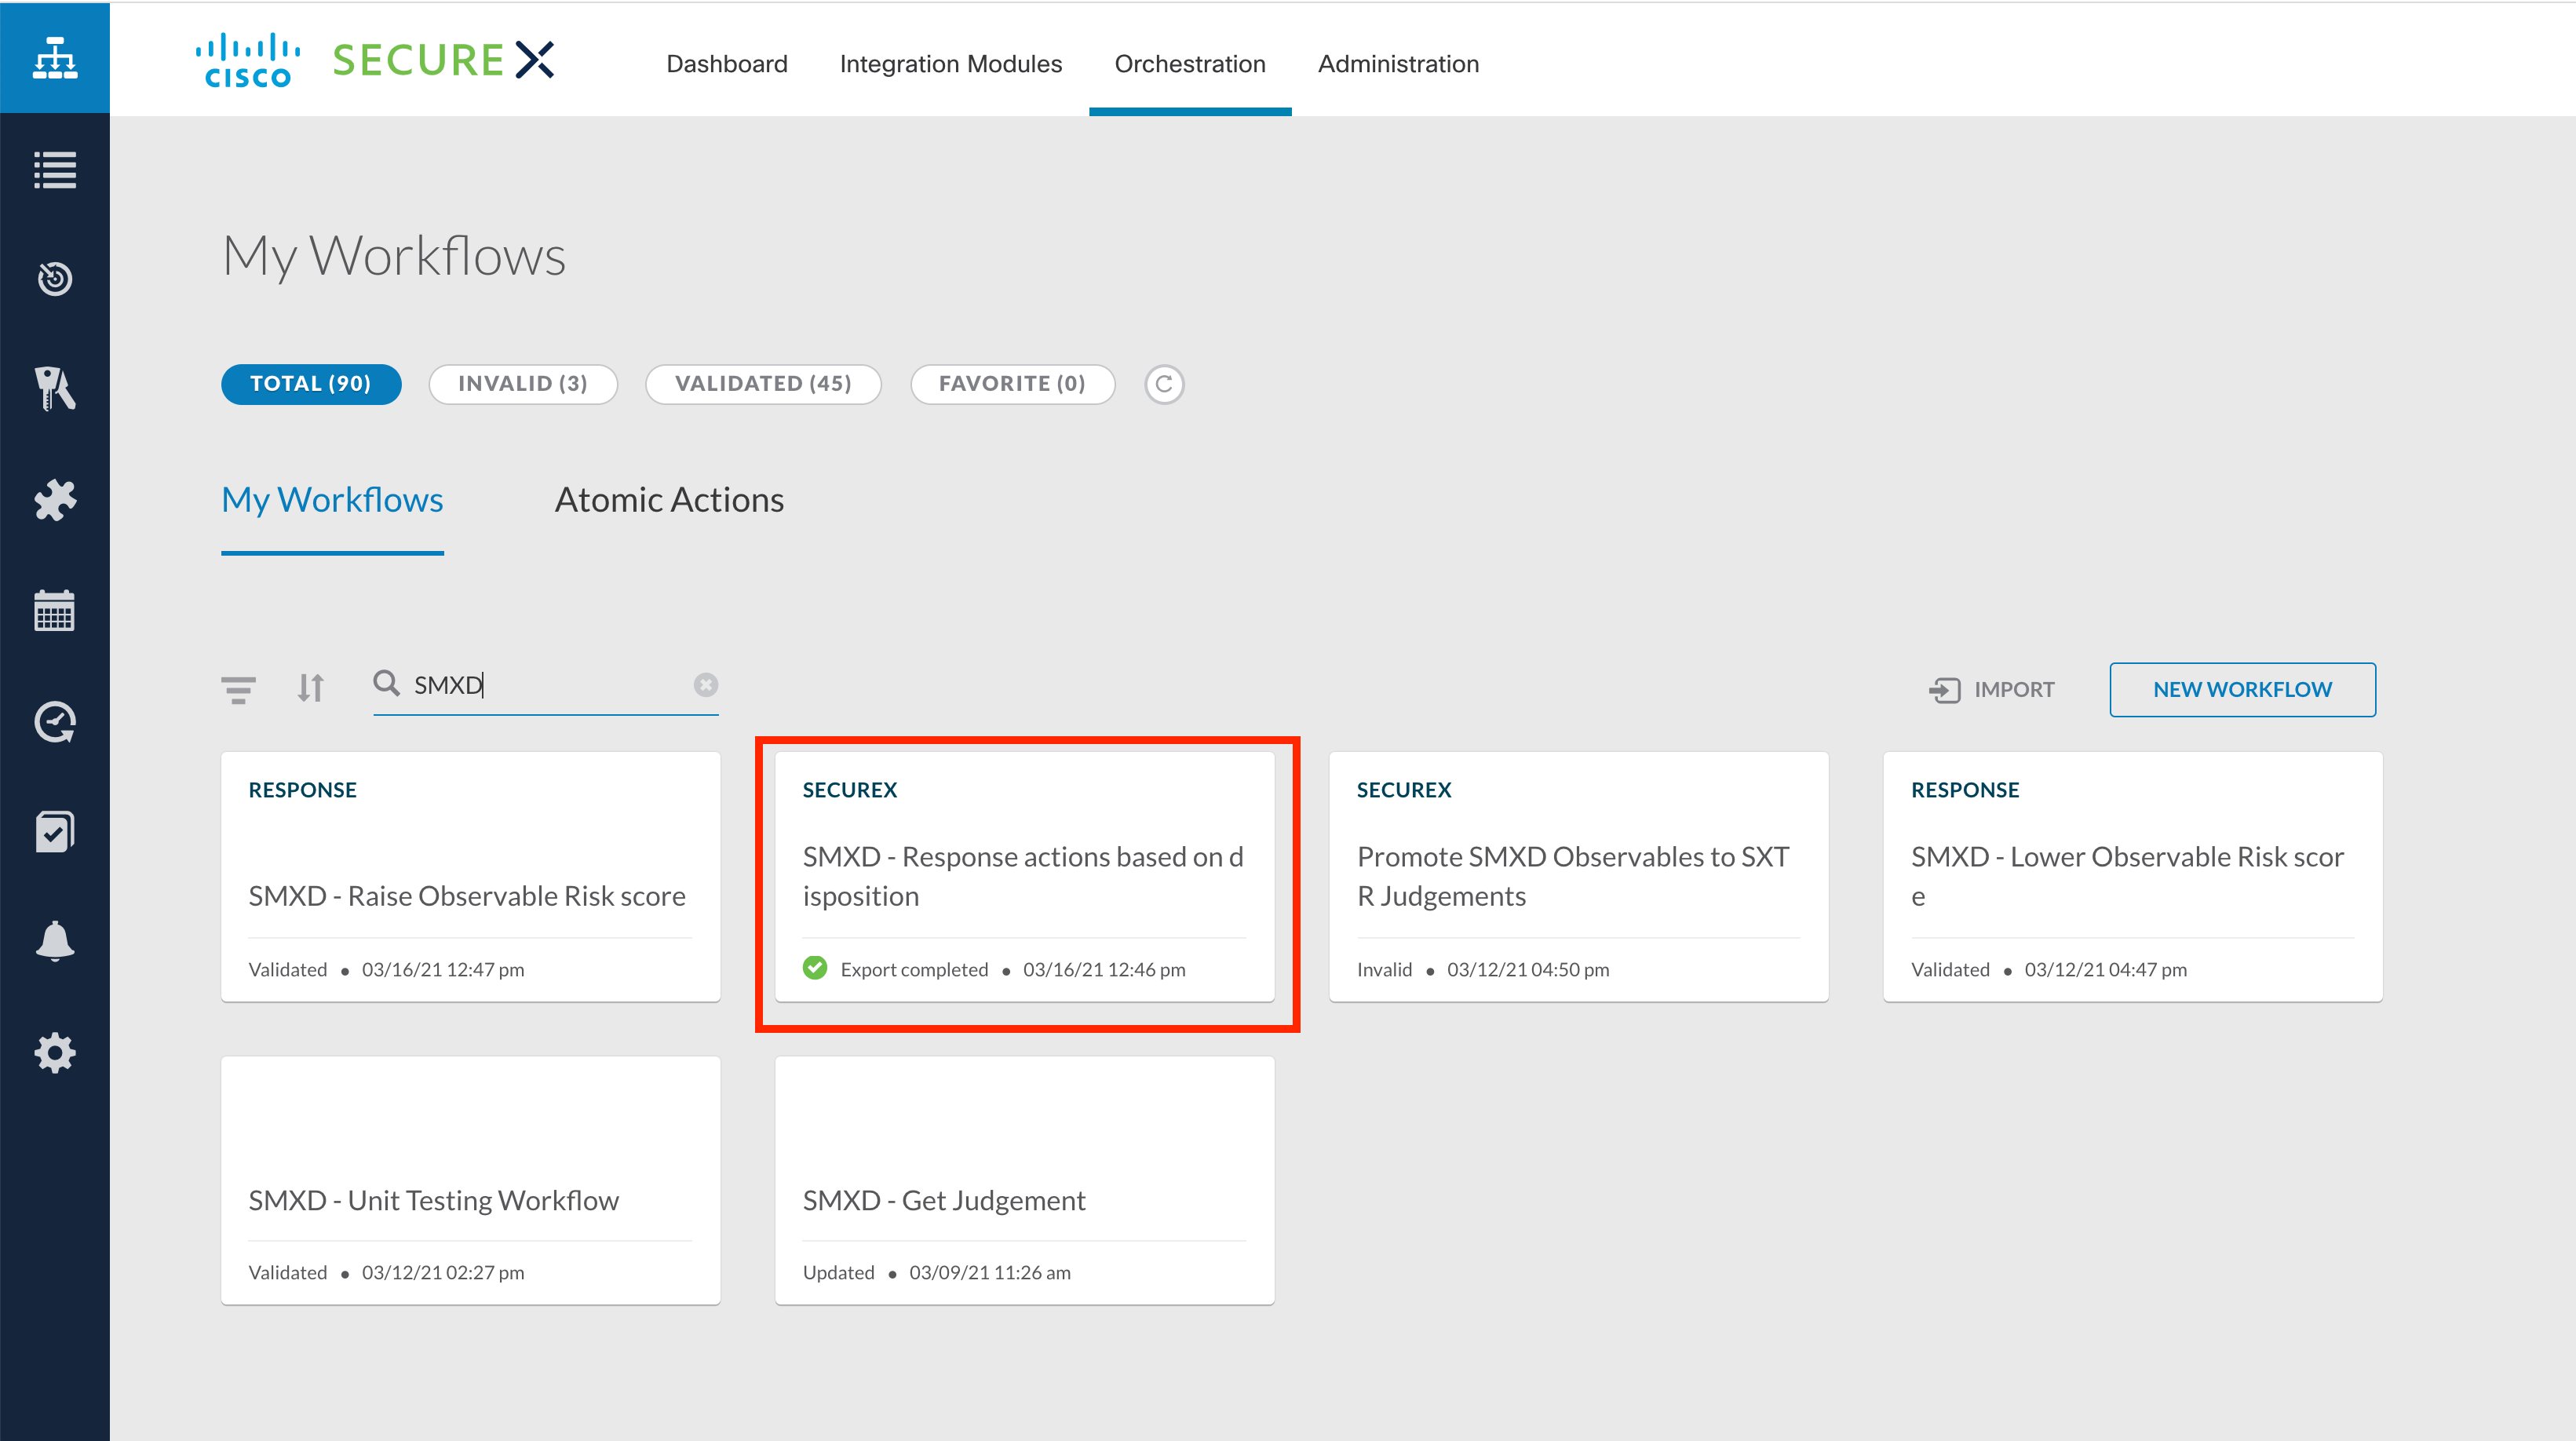 CISCO SECUREX Dashboard Integration Modules Orchestration Administration
My Workflows
TOTAL (90) INVALID (3) VALIDATED (45) FAVORITE (0)
My Workflows Atomic Actions
SMXD IMPORT NEW WORKFLOW
RESPONSE
SMXD - Raise Observable Risk score
Validated • 03/16/21 12:47 pm
SECUREX
SMXD - Response actions based on d
isposition
Export completed • 03/16/21 12:46 pm
SECUREX
Promote SMXD Observables to SXT
R Judgements
Invalid • 03/12/21 04:50 pm
RESPONSE
SMXD - Lower Observable Risk scor
e
Validated • 03/12/21 04:47 pm
SMXD - Unit Testing Workflow
Validated • 03/12/21 02:27 pm
SMXD - Get Judgement
Updated • 03/09/21 11:26 am